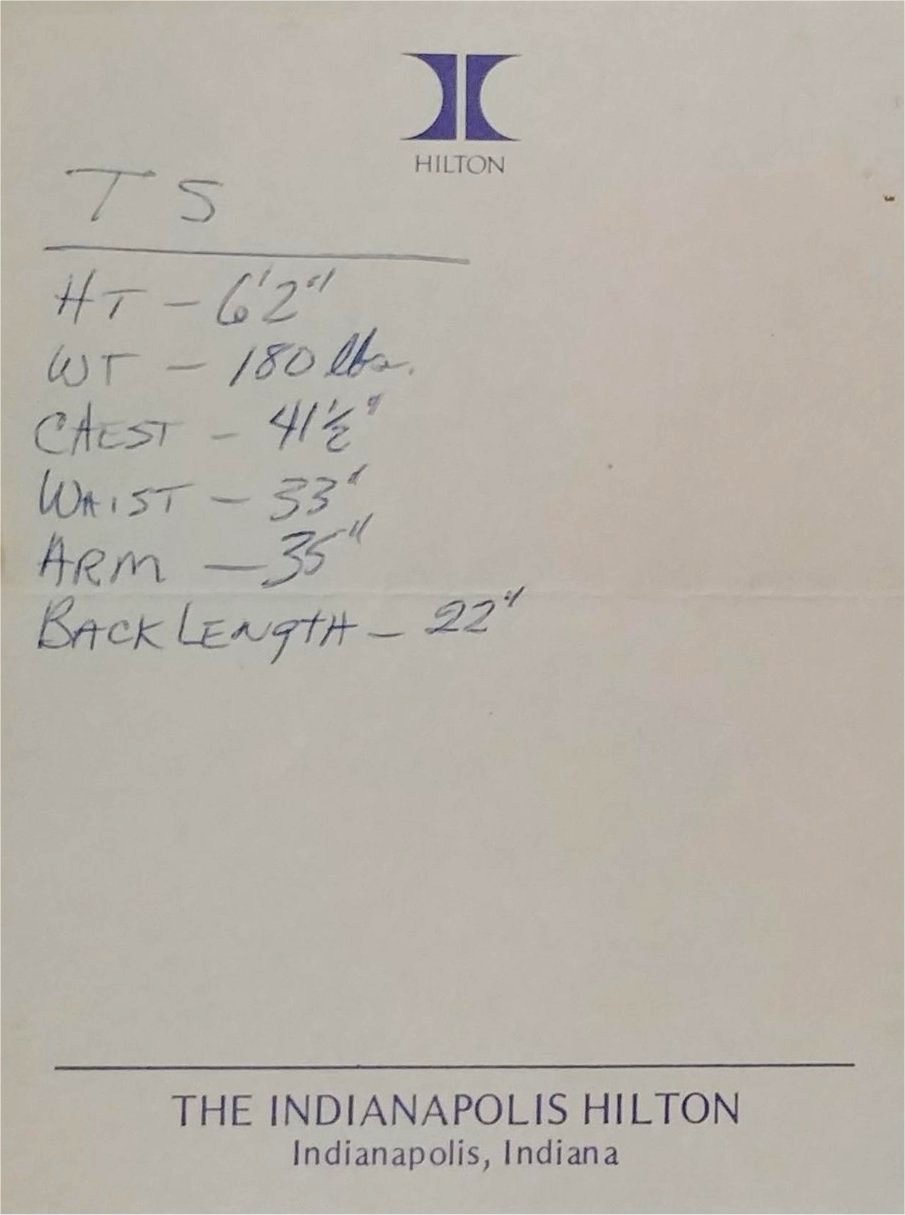 HILTON
T S
HT - 6'2"
WT - 180 lbs.
CHEST - 41½"
WAIST - 33"
ARM - 35"
BACK LENgtH - 22"
THE INDIANAPOLIS HILTON
Indianapolis, Indiana